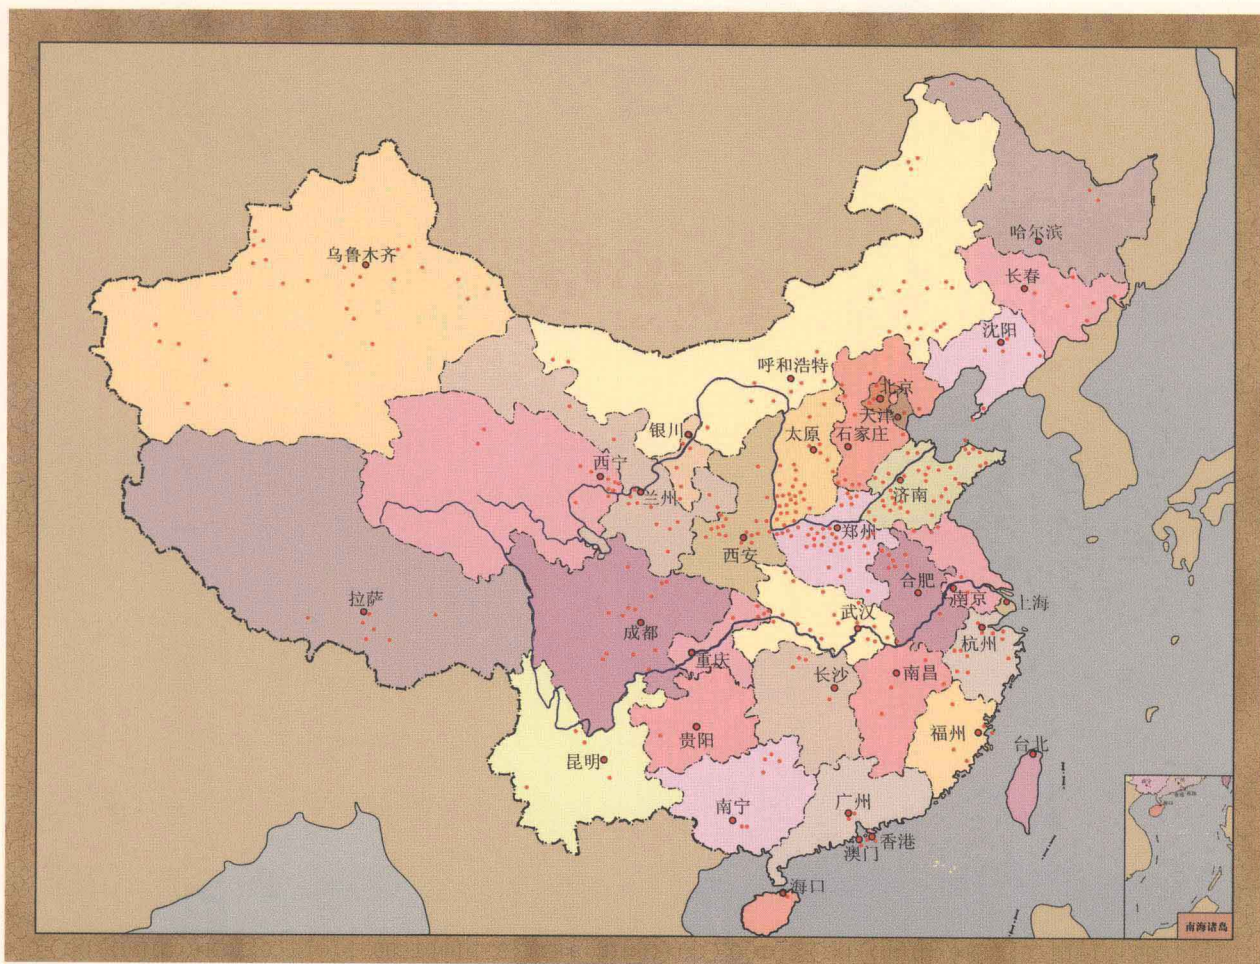 哈尔滨
乌鲁木齐
长春
沈阳
呼和浩特
北京
天津
银川
太原
石家庄
西宁
兰州
济南
郑州
西安
合肥
拉萨
南京
上海
武汉
成都
杭州
重庆
长沙
南昌
贵阳
福州
昆明
台北
南宁
广州
香港
澳门
海口
南海诸岛